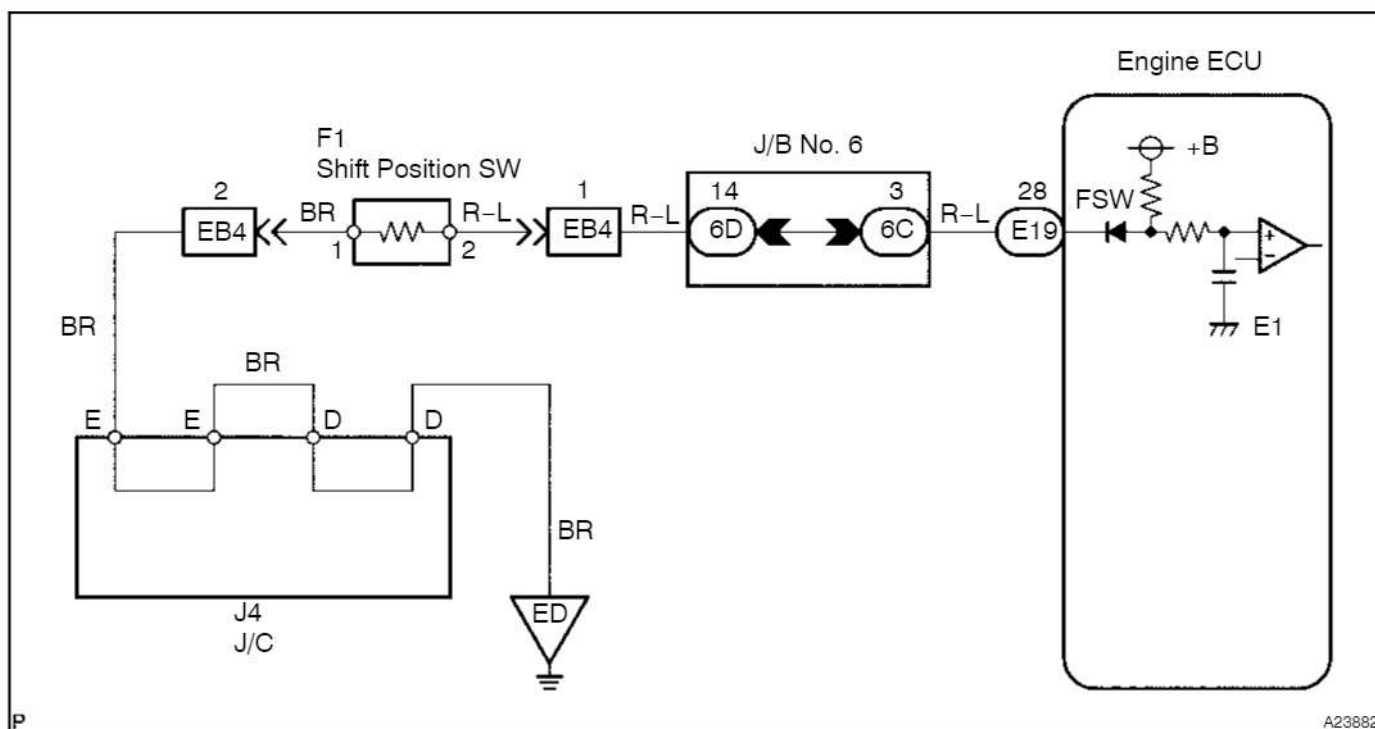 Engine ECU
+B
F1
Shift Position SW
J/B No. 6
2
1
14
3
28
FSW
EB4
BR
R-L
EB4
R-L
6D
6C
R-L
E19
+
-
1
2
E1
BR
BR
E
E
D
D
BR
ED
J4
J/C
P
A23882